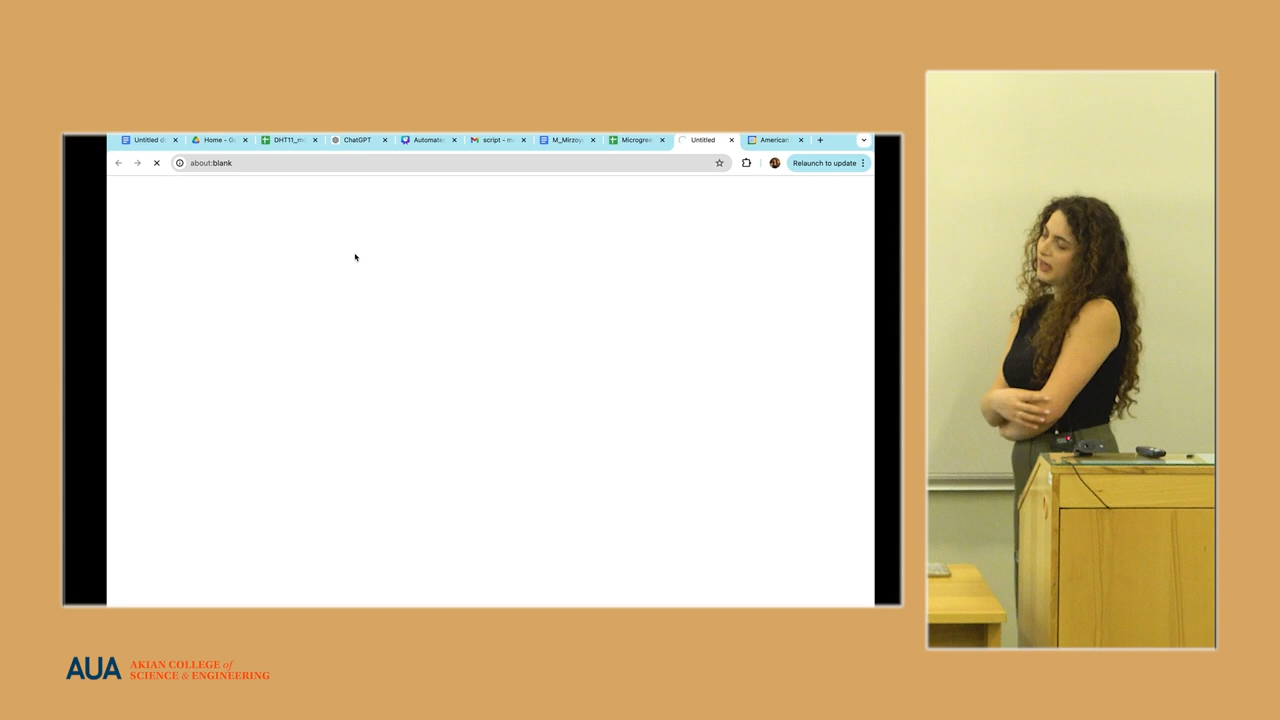 Untitled d
Home - G
DHT11_m
ChatGPT
Automate
script - m
M_Mirzoy
Microgree
Untitled
American
about:blank
Relaunch to update
AUA
AKIAN COLLEGE of
SCIENCE & ENGINEERING